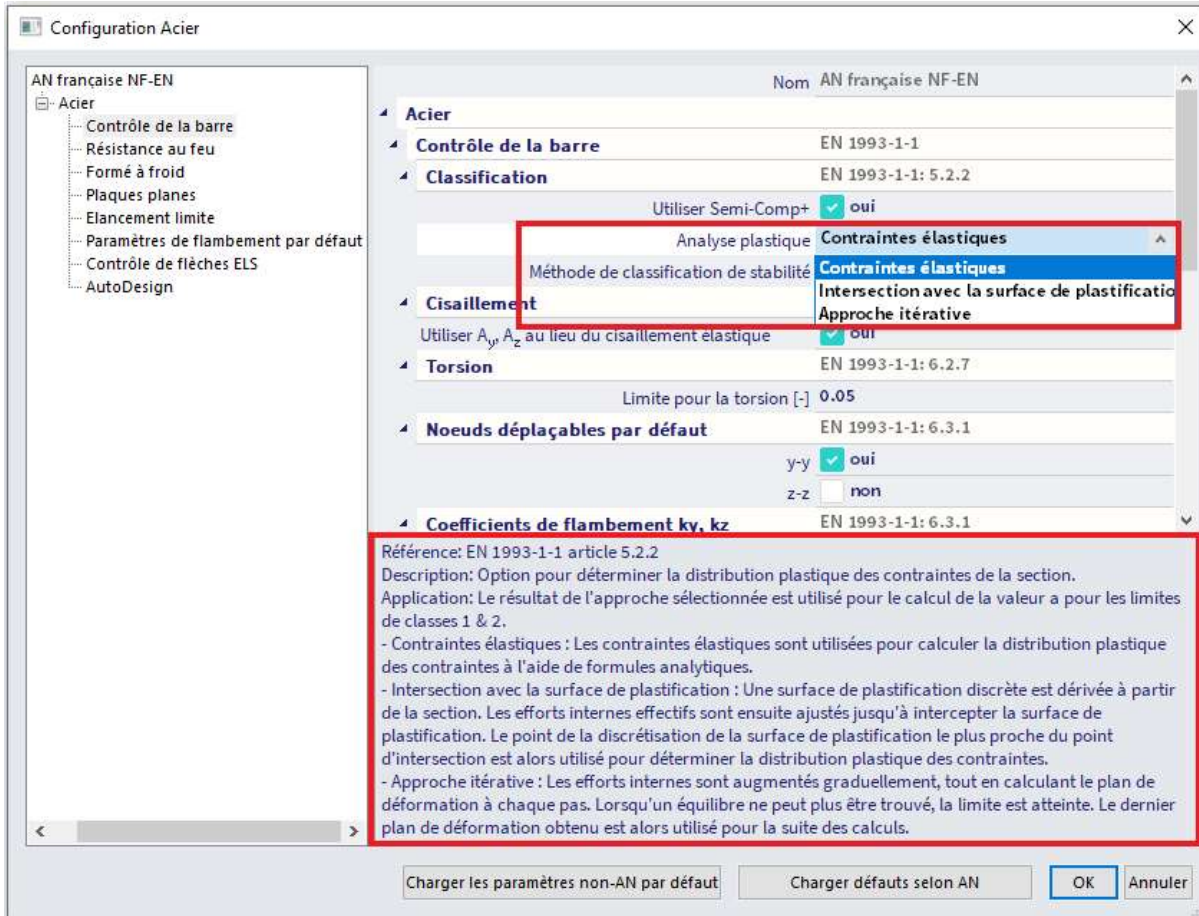 Configuration Acier
AN française NF-EN
Acier
Contrôle de la barre
Résistance au feu
Formé à froid
Plaques planes
Elancement limite
Paramètres de flambement par défaut
Contrôle de flèches ELS
AutoDesign
Nom AN française NF-EN
Acier
Contrôle de la barre EN 1993-1-1
Classification EN 1993-1-1: 5.2.2
Utiliser Semi-Comp+ oui
Analyse plastique Contraintes élastiques
Méthode de classification de stabilité Contraintes élastiques
Intersection avec la surface de plastificatio
Cisaillement Approche itérative
Utiliser Ay, Az au lieu du cisaillement élastique oui
Torsion EN 1993-1-1: 6.2.7
Limite pour la torsion [-] 0.05
Noeuds déplaçables par défaut EN 1993-1-1: 6.3.1
y-y oui
z-z non
Coefficients de flambement ky, kz EN 1993-1-1: 6.3.1
Référence: EN 1993-1-1 article 5.2.2
Description: Option pour déterminer la distribution plastique des contraintes de la section.
Application: Le résultat de l'approche sélectionnée est utilisé pour le calcul de la valeur a pour les limites
de classes 1 & 2.
- Contraintes élastiques : Les contraintes élastiques sont utilisées pour calculer la distribution plastique
des contraintes à l'aide de formules analytiques.
- Intersection avec la surface de plastification : Une surface de plastification discrète est dérivée à partir
de la section. Les efforts internes effectifs sont ensuite ajustés jusqu'à intercepter la surface de
plastification. Le point de la discrétisation de la surface de plastification le plus proche du point
d'intersection est alors utilisé pour déterminer la distribution plastique des contraintes.
- Approche itérative : Les efforts internes sont augmentés graduellement, tout en calculant le plan de
déformation à chaque pas. Lorsqu'un équilibre ne peut plus être trouvé, la limite est atteinte. Le dernier
plan de déformation obtenu est alors utilisé pour la suite des calculs.
Charger les paramètres non-AN par défaut Charger défauts selon AN OK Annuler